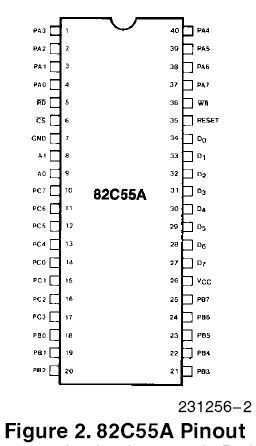 PA3 1 40 PA4
PA2 2 39 PA5
PA1 3 38 PA6
PA0 4 37 PA7
RD 5 36 WR
CS 6 35 RESET
GND 7 34 D0
A1 8 33 D1
A0 9 32 D2
82C55A
PC7 10 31 D3
PC6 11 30 D4
PC5 12 29 D5
PC4 13 28 D6
PC0 14 27 D7
PC1 15 26 VCC
PC2 16 25 PB7
PC3 17 24 PB6
PB0 18 23 PB5
PB1 19 22 PB4
PB2 20 21 PB3
231256–2
Figure 2. 82C55A Pinout